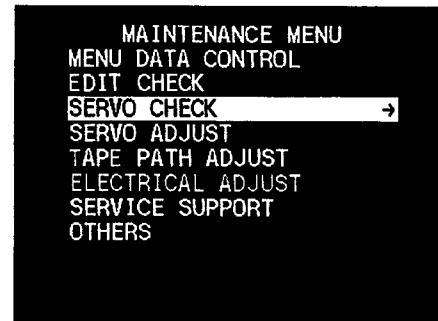 MAINTENANCE MENU
MENU DATA CONTROL
EDIT CHECK
SERVO CHECK →
SERVO ADJUST
TAPE PATH ADJUST
ELECTRICAL ADJUST
SERVICE SUPPORT
OTHERS